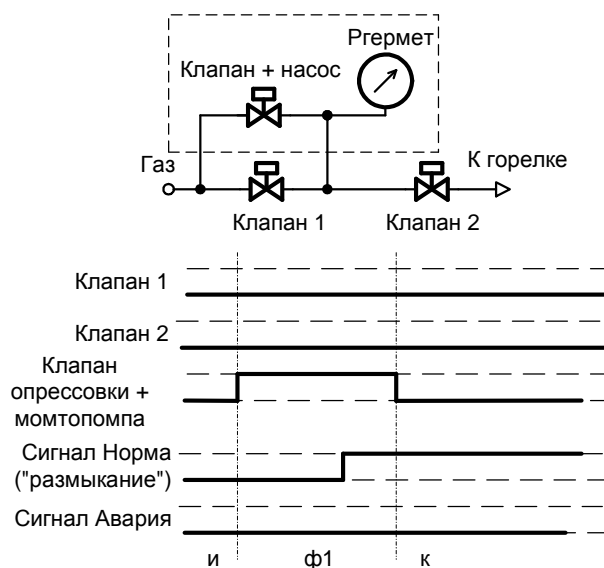 Pгермет
Клапан + насос
Газ
К горелке
Клапан 1
Клапан 2
Клапан 1
Клапан 2
Клапан
опрессовки +
момтопомпа
Сигнал Норма
("размыкание")
Сигнал Авария
и
ф1
к